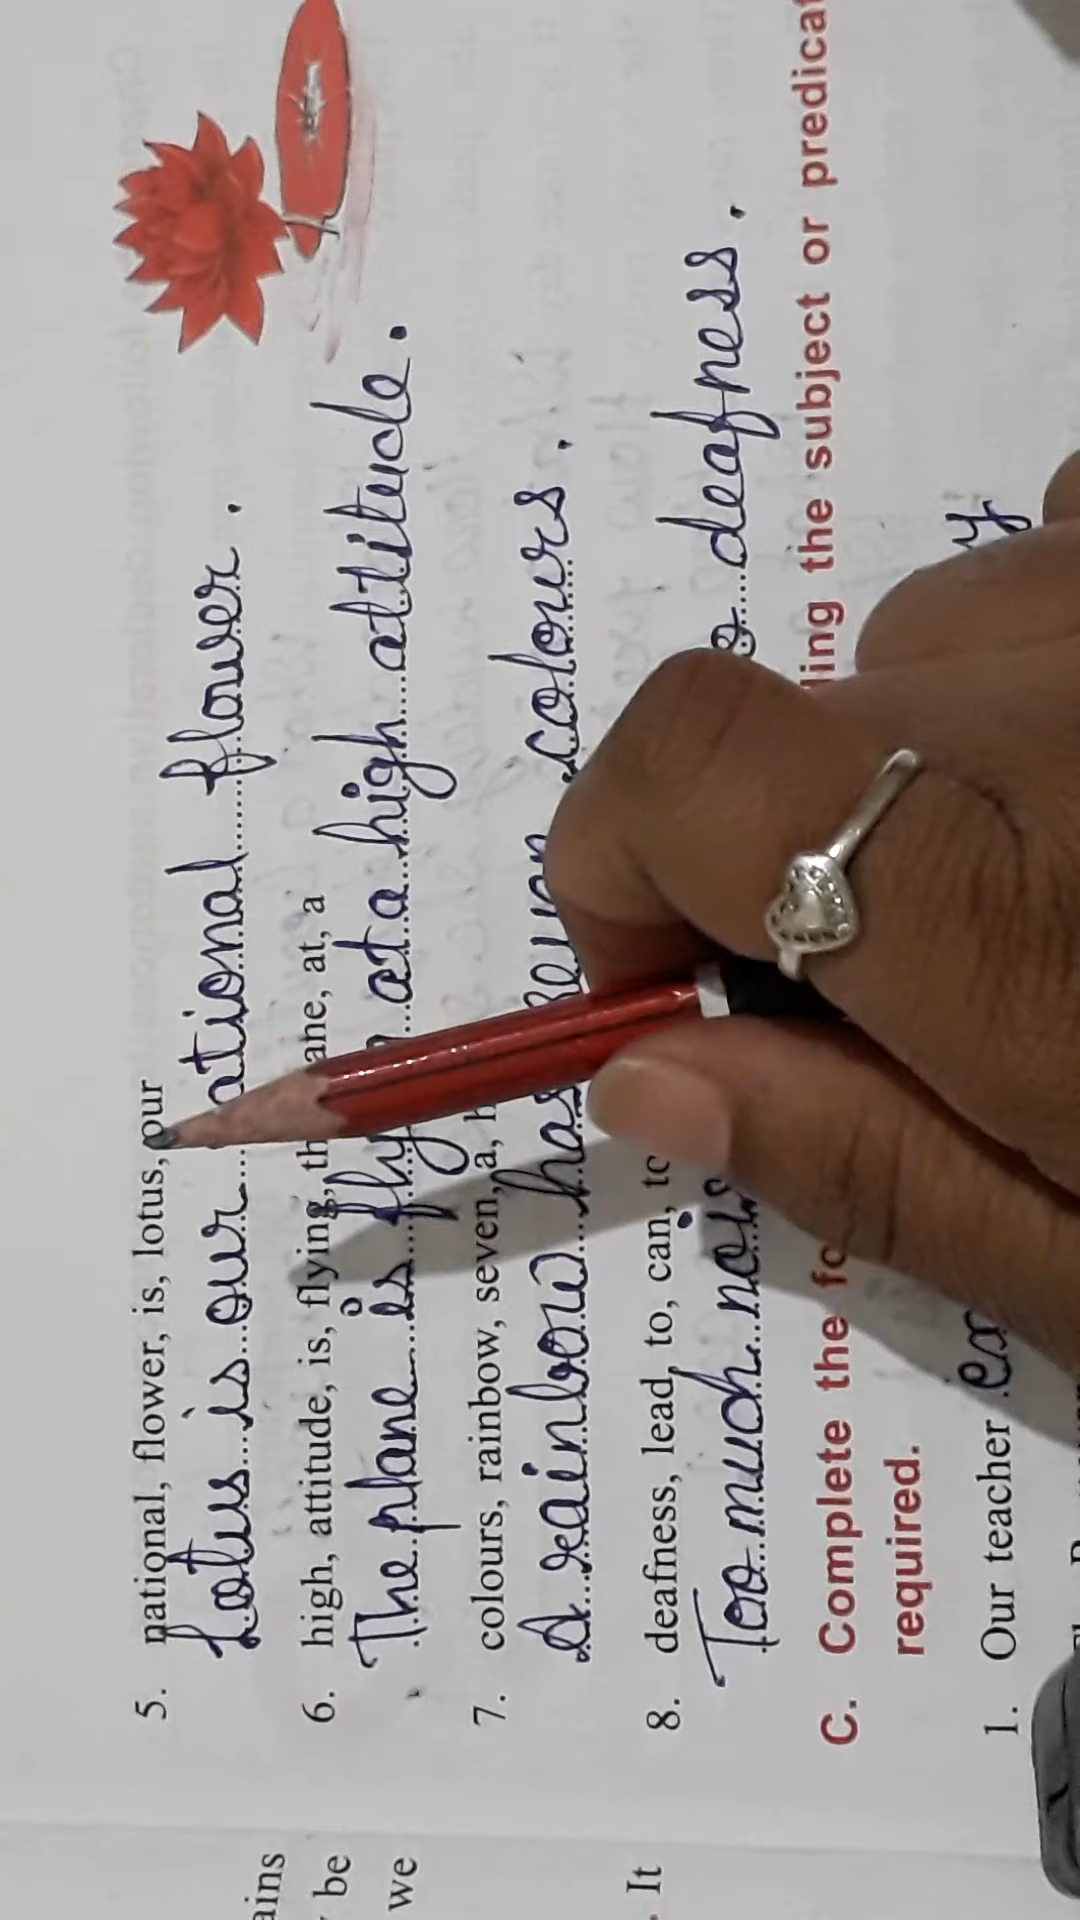 5. national, flower, is, lotus, our
Lotus is our national flower.
6. high, attitude, is, flying, the plane, at, a
The plane is flying at a high attitude.
7. colours, rainbow, seven, a,
A rainbow has seven colours.
8. deafness, lead, to, can,
Too much deafness.
C. Complete the the subject or
required.
1. Our teacher
ains
be
we
It